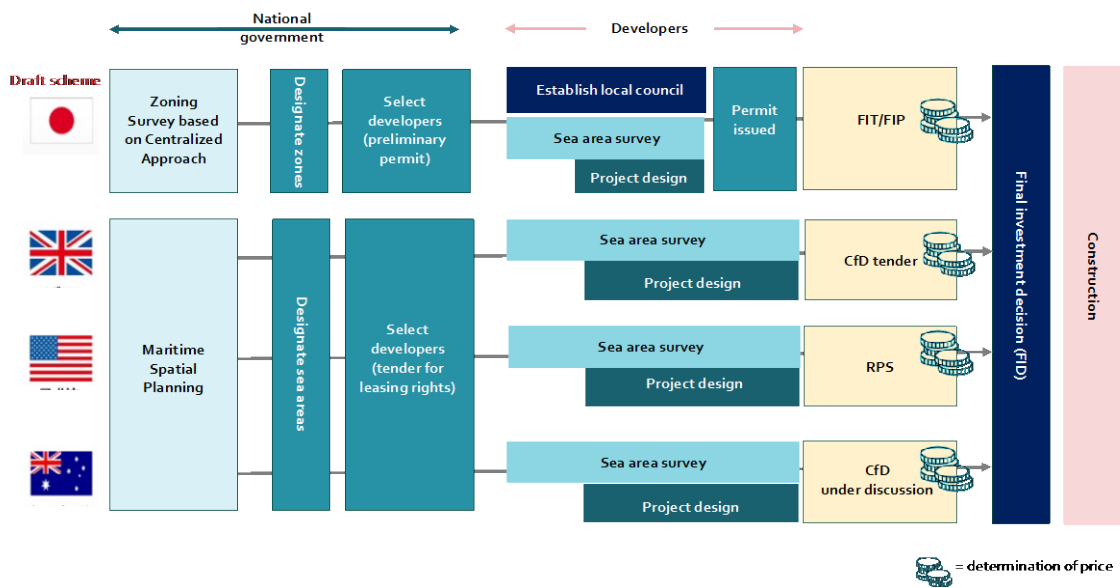 National
government
Developers
Draft scheme
Zoning
Survey based
on Centralized
Approach
Designate zones
Select
developers
(preliminary
permit)
Establish local council
Sea area survey
Project design
Permit
issued
FIT/FIP
Maritime
Spatial
Planning
Designate sea areas
Select
developers
(tender for
leasing rights)
Sea area survey
Project design
CfD tender
Sea area survey
Project design
RPS
Sea area survey
Project design
CfD
under discussion
Final investment decision (FID)
Construction
= determination of price